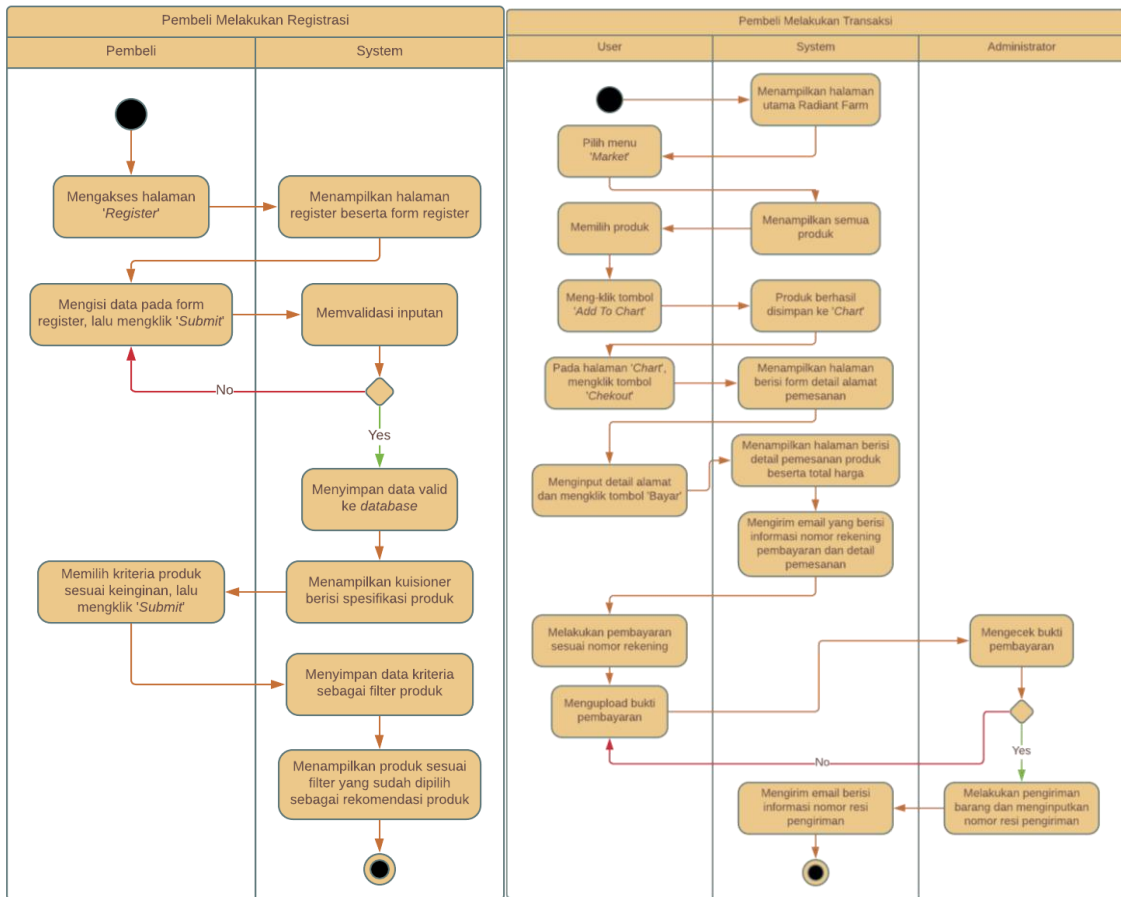 Pembeli Melakukan Registrasi
Pembeli
System
Mengakses halaman
'Register'
Menampilkan halaman
register beserta form register
Mengisi data pada form
register, lalu mengklik 'Submit'
Memvalidasi inputan
No
Yes
Menyimpan data valid
ke database
Menampilkan kuisioner
berisi spesifikasi produk
Memilih kriteria produk
sesuai keinginan, lalu
mengklik 'Submit'
Menyimpan data kriteria
sebagai filter produk
Menampilkan produk sesuai
filter yang sudah dipilih
sebagai rekomendasi produk
Pembeli Melakukan Transaksi
User
System
Administrator
Menampilkan halaman
utama Radiant Farm
Pilih menu
'Market'
Menampilkan semua
produk
Memilih produk
Meng-klik tombol
'Add To Chart'
Produk berhasil
disimpan ke 'Chart'
Pada halaman 'Chart',
mengklik tombol
'Chekout'
Menampilkan halaman
berisi form detail alamat
pemesanan
Menginput detail alamat
dan mengklik tombol 'Bayar'
Menampilkan halaman berisi
detail pemesanan produk
beserta total harga
Mengirim email yang berisi
informasi nomor rekening
pembayaran dan detail
pemesanan
Melakukan pembayaran
sesuai nomor rekening
Mengupload bukti
pembayaran
Mengecek bukti
pembayaran
Yes
No
Melakukan pengiriman
barang dan menginputkan
nomor resi pengiriman
Mengirim email berisi
informasi nomor resi
pengiriman